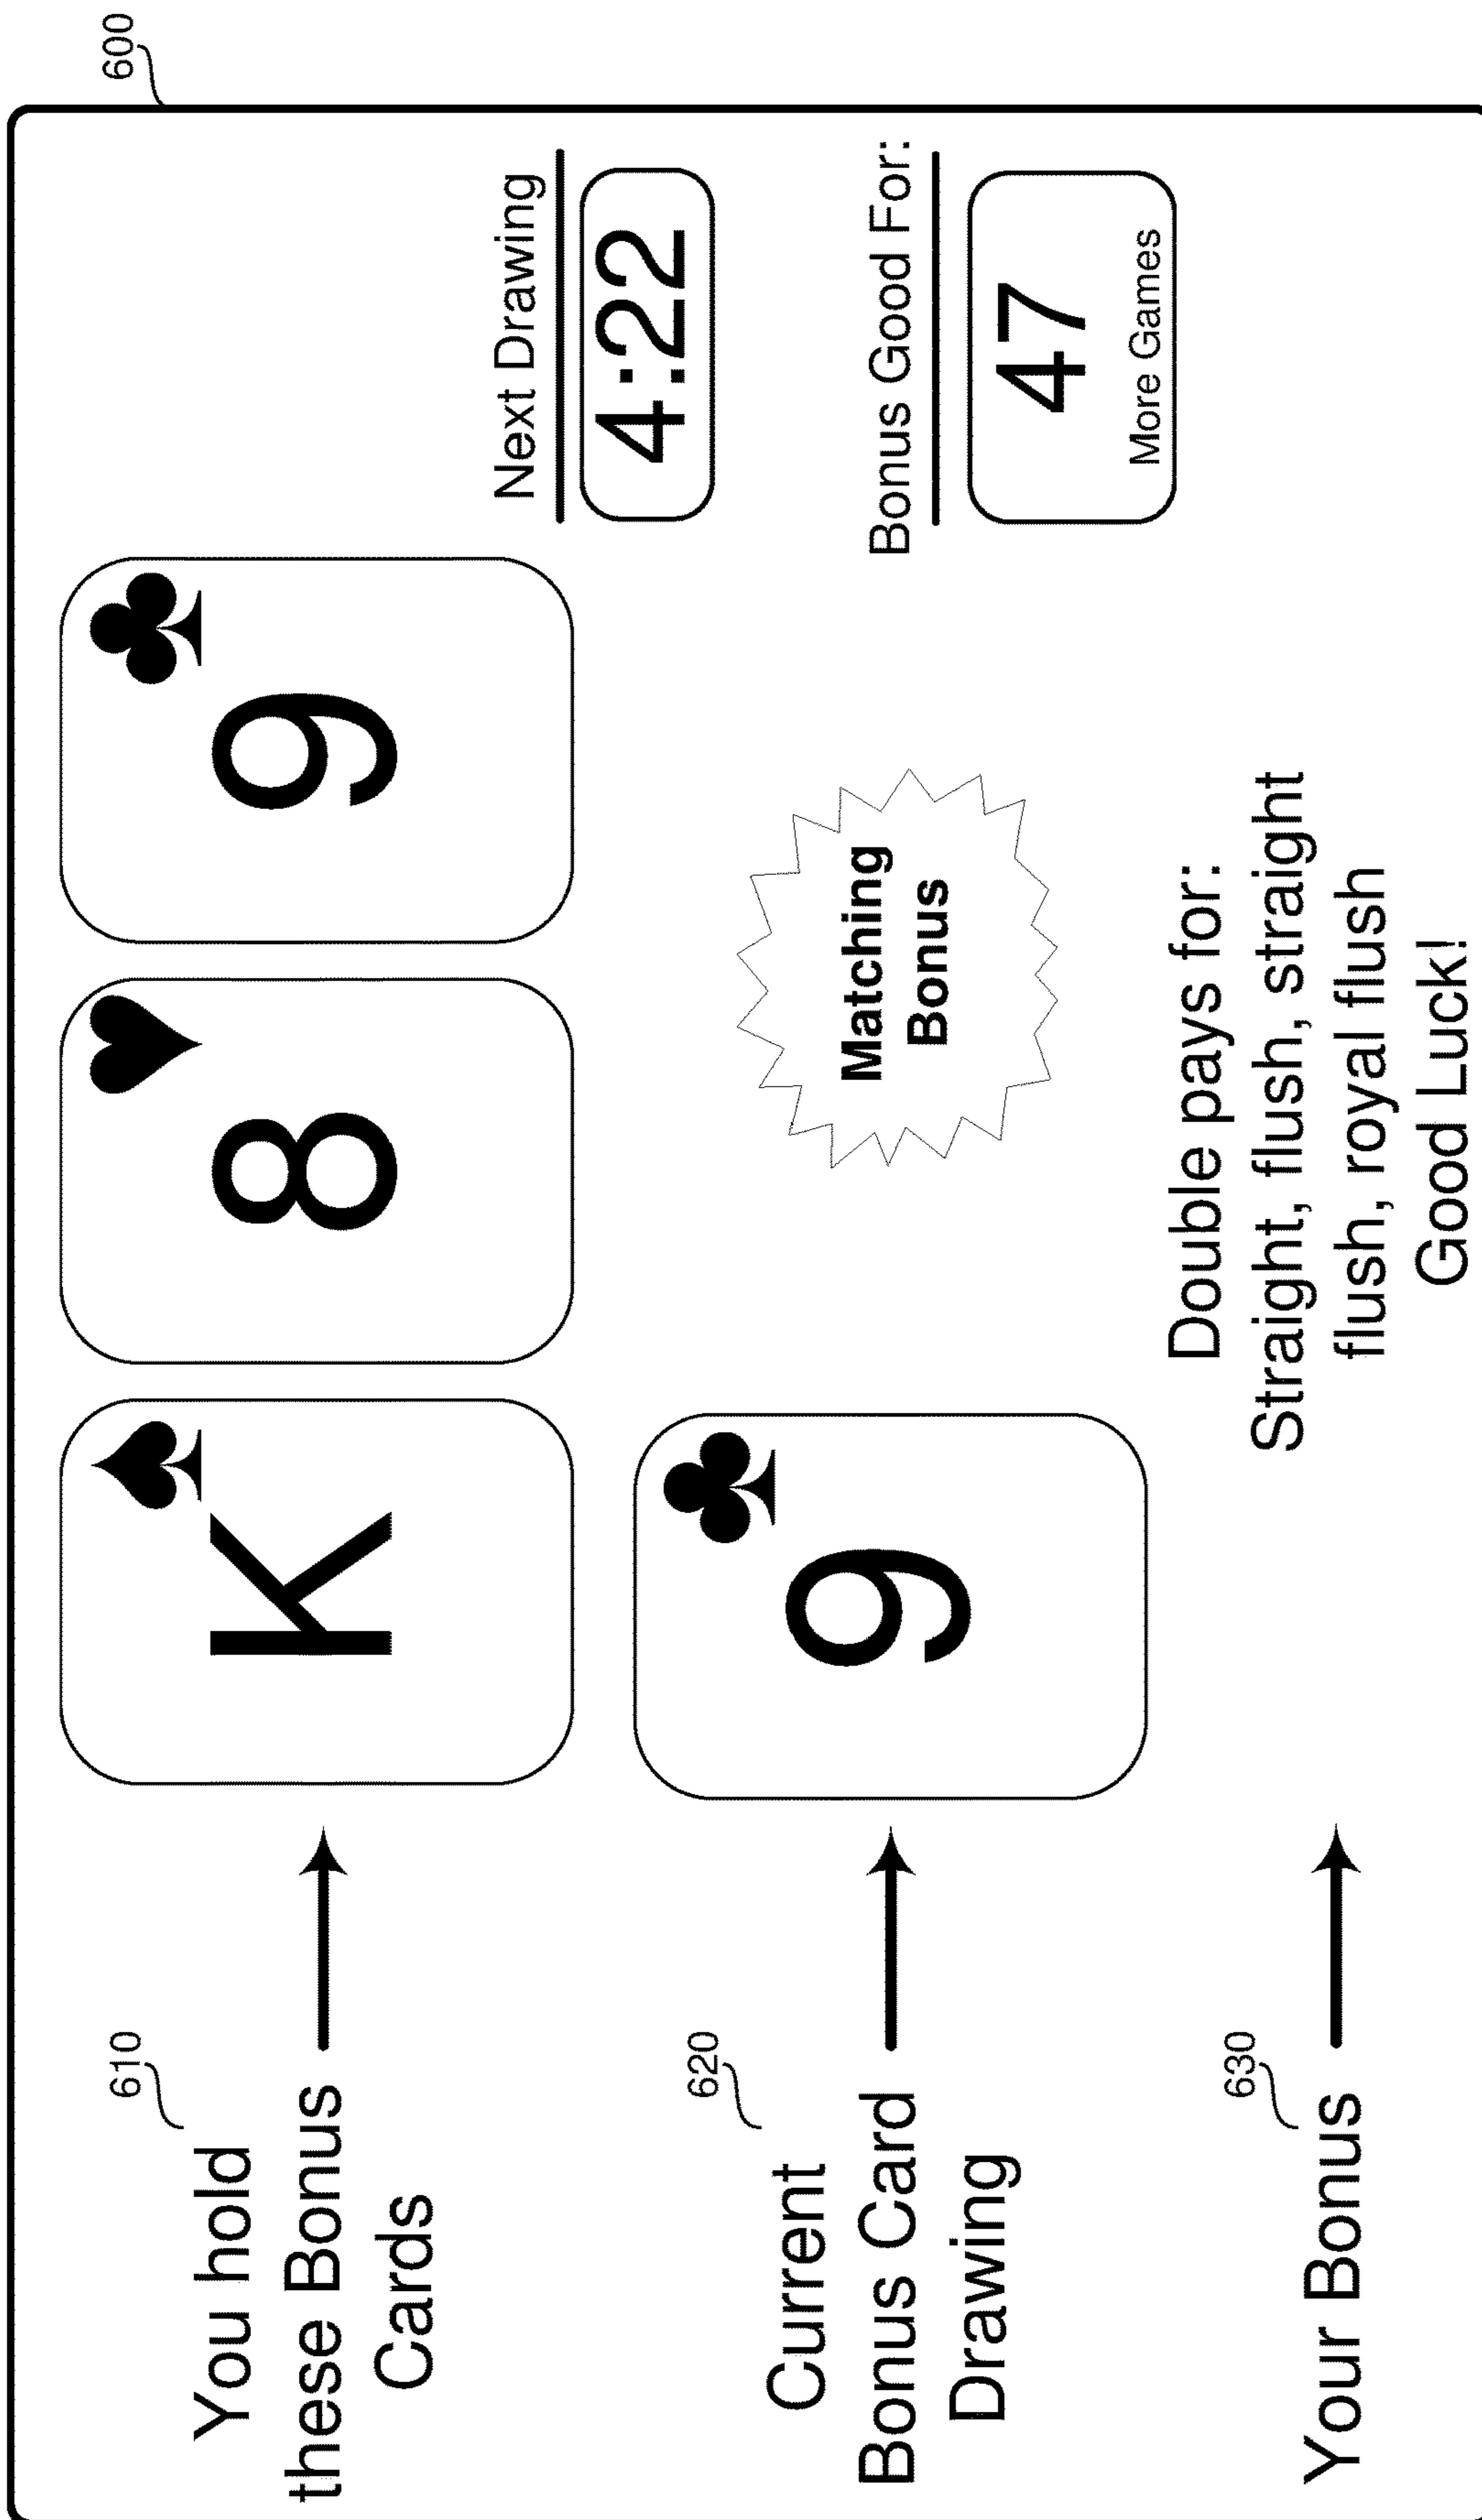 600
610
You hold
these Bonus
Cards
K
8
9
Next Drawing
4:22
620
Current
Bonus Card
Drawing
9
Matching
Bonus
Bonus Good For:
47
More Games
630
Your Bonus
Double pays for:
Straight, flush, straight
flush, royal flush
Good Luck!